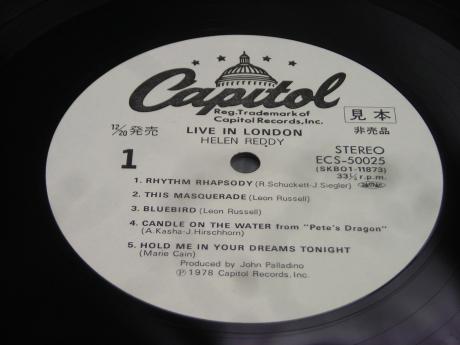 Capitol
Reg. Trademark of
Capitol Records, Inc.
12/20 発売
見本
非売品
LIVE IN LONDON
HELEN REDDY
1
STEREO
ECS-50025
(SKBO1-11873)
33⅓ r.p.m.
1. RHYTHM RHAPSODY (R.Schuckett-J.Siegler)
2. THIS MASQUERADE (Leon Russell)
3. BLUEBIRD (Leon Russell)
4. CANDLE ON THE WATER from "Pete's Dragon"
(A.Kasha-J.Hirschhorn)
5. HOLD ME IN YOUR DREAMS TONIGHT
(Marie Cain)
Produced by John Palladino
Ⓟ 1978 Capitol Records, Inc.